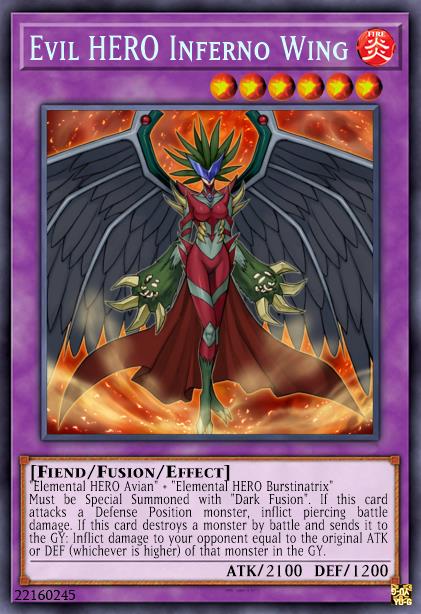 Evil HERO Inferno Wing
FIRE
炎
[Fiend/Fusion/Effect]
"Elemental HERO Avian" + "Elemental HERO Burstinatrix"
Must be Special Summoned with "Dark Fusion". If this card
attacks a Defense Position monster, inflict piercing battle
damage. If this card destroys a monster by battle and sends it to
the GY: Inflict damage to your opponent equal to the original ATK
or DEF (whichever is higher) of that monster in the GY.
ATK/2100 DEF/1200
22160245